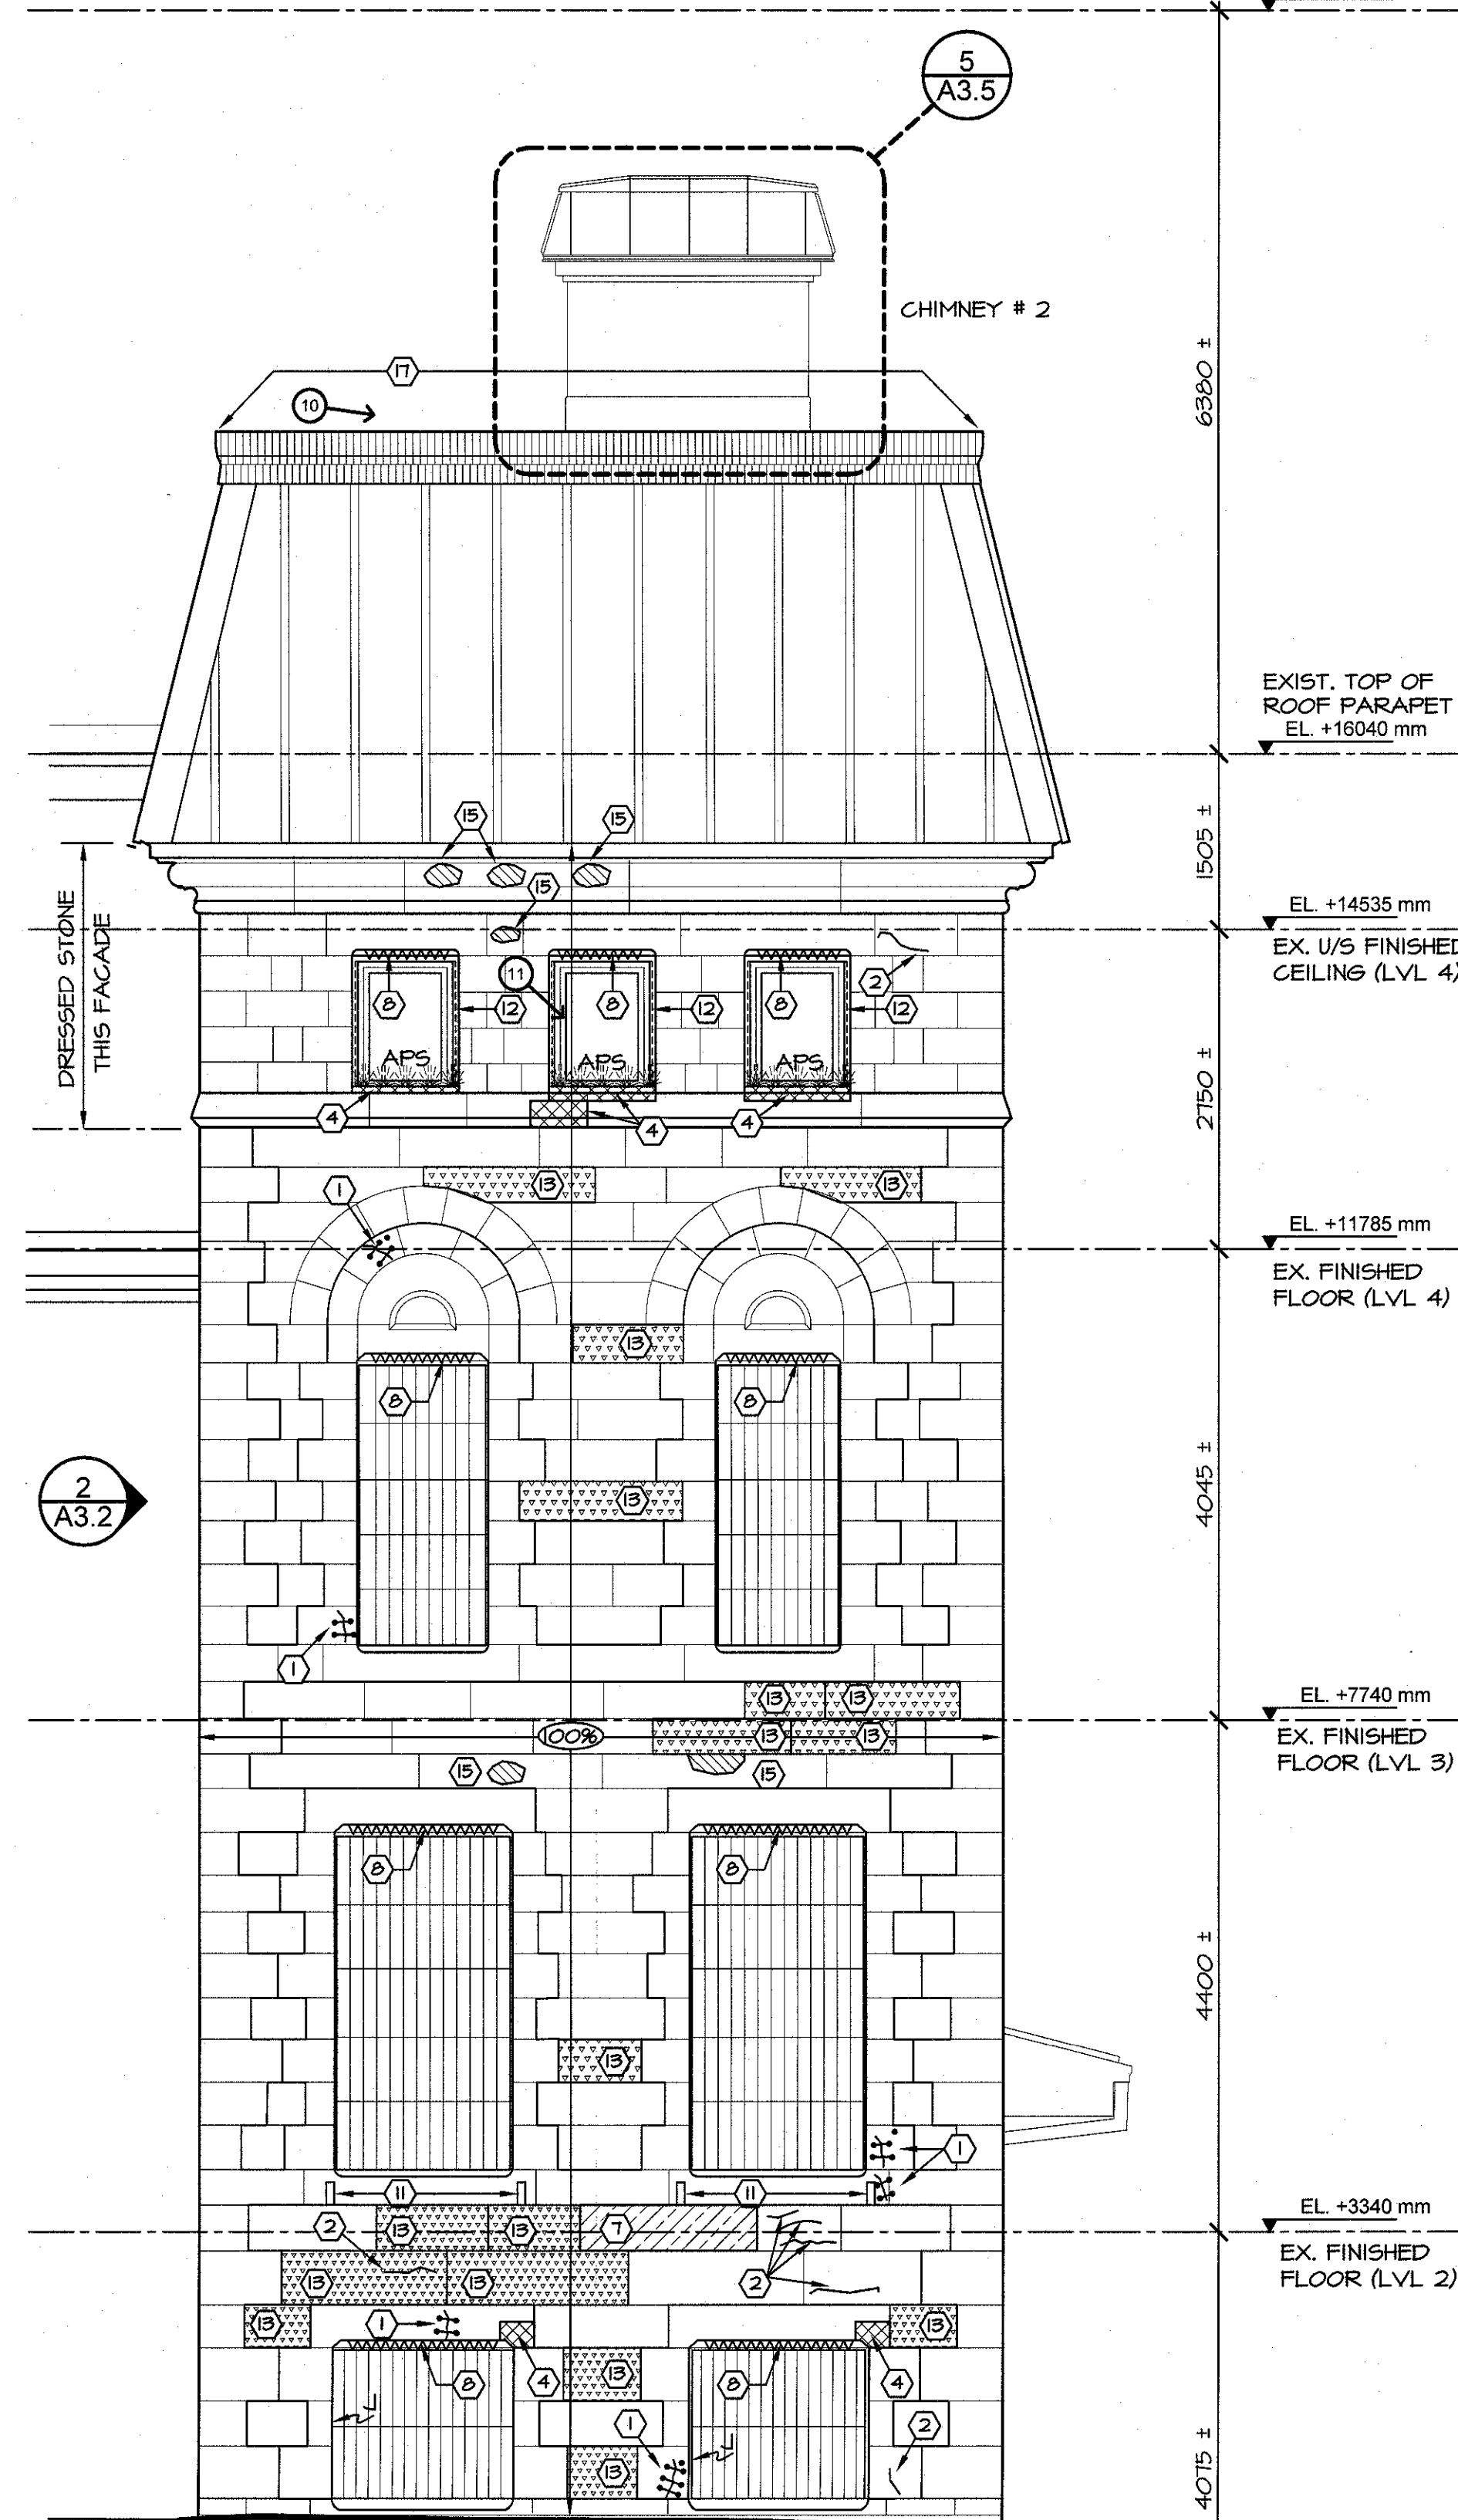 5
A3.5
CHIMNEY # 2
6380 ±
17
10
EXIST. TOP OF
ROOF PARAPET
EL. +16040 mm
15
15
1505 ±
15
EL. +14535 mm
EX. U/S FINISHED
CEILING (LVL 4)
DRESSED STONE
THIS FACADE
11
2
8
8
8
12
12
12
APS
APS
APS
2750 ±
4
4
4
13
13
1
EL. +11785 mm
EX. FINISHED
FLOOR (LVL 4)
13
8
8
2
A3.2
13
4045 ±
1
13
13
EL. +7740 mm
100%
13
13
EX. FINISHED
FLOOR (LVL 3)
15
15
8
8
4400 ±
13
1
11
11
EL. +3340 mm
2
13
13
7
EX. FINISHED
FLOOR (LVL 2)
13
13
2
13
1
13
13
8
4
8
4
1
2
13
4075 ±